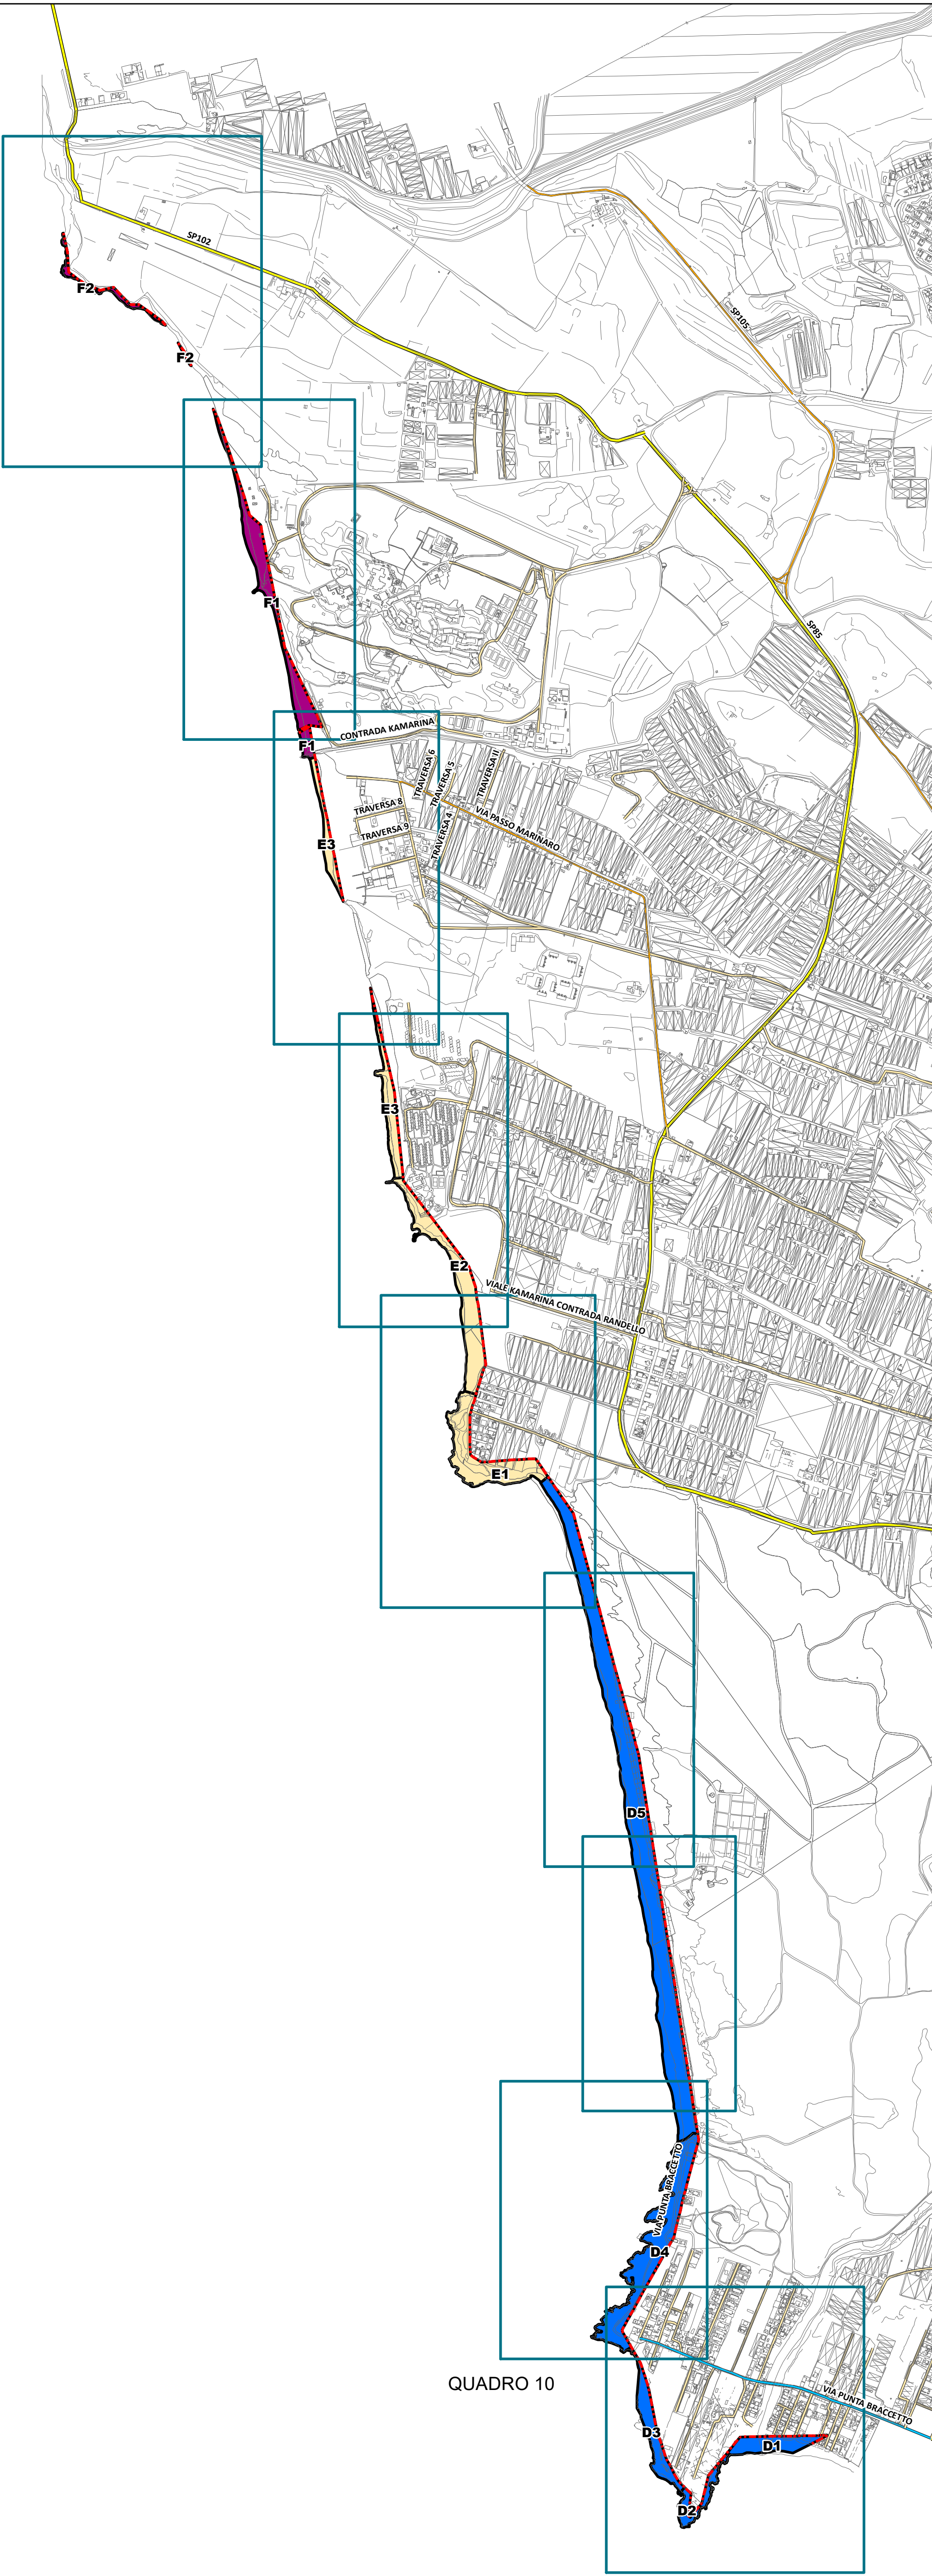 SP102
F2
SP105
F2
F1
SP85
CONTRADA KAMARINA
F1
TRAVERSA 6
TRAVERSA 5
TRAVERSA II
TRAVERSA 8
VIA PASSO MARINARO
TRAVERSA 9
TRAVERSA 4
E3
E3
E2
VIALE KAMARINA CONTRADA RANDELLO
E1
D5
VIA PUNTA BRACCETTO
D4
QUADRO 10
VIA PUNTA BRACCETTO
D3
D1
D2